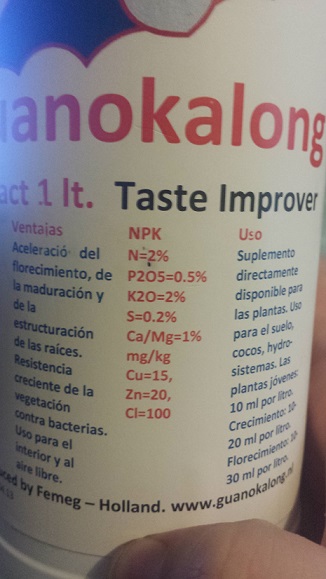 uanokalong
act 1 lt. Taste Improver
Ventajas
Aceleració del
florecimiento, de
la maduración y
de la
estructuración
de las raíces.
Resistencia
creciente de la
vegetación
contra bacterias.
Uso para el
interior y al
aire libre.
NPK
N=2%
P2O5=0.5%
K2O=2%
S=0.2%
Ca/Mg=1%
mg/kg
Cu=15,
Zn=20,
Cl=100
Uso
Suplemento
directamente
disponible para
las plantas. Uso
para el suelo,
cocos, hydro-
sistemas. Las
plantas jóvenes:
10 ml por litro.
Crecimiento: 10-
20 ml por litro.
Florecimiento: 10-
30 ml por litro.
ced by Femeg – Holland. www.guanokalong.nl